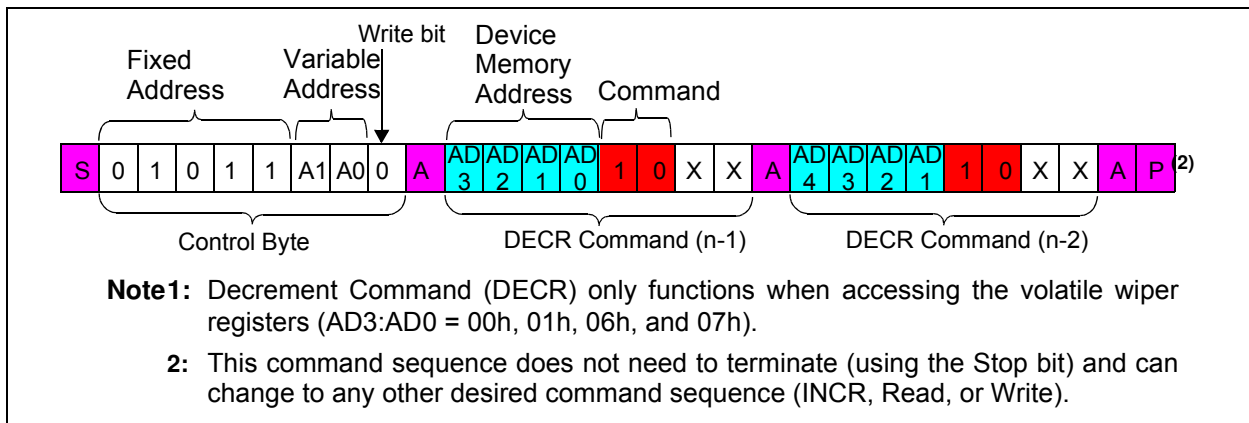 Write bit
Fixed Address
Variable Address
Device Memory Address
Command
S 0 1 0 1 1 A1 A0 0 A AD3 AD2 AD1 AD0 1 0 X X A AD4 AD3 AD2 AD1 1 0 X X A P (2)
Control Byte
DECR Command (n-1)
DECR Command (n-2)
Note1: Decrement Command (DECR) only functions when accessing the volatile wiper
registers (AD3:AD0 = 00h, 01h, 06h, and 07h).
2: This command sequence does not need to terminate (using the Stop bit) and can
change to any other desired command sequence (INCR, Read, or Write).